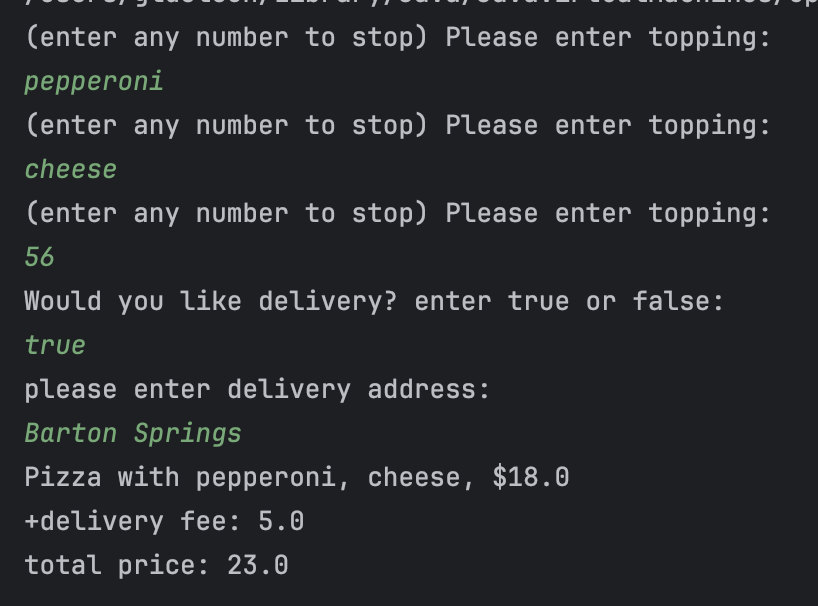 (enter any number to stop) Please enter topping:
pepperoni
(enter any number to stop) Please enter topping:
cheese
(enter any number to stop) Please enter topping:
56
Would you like delivery? enter true or false:
true
please enter delivery address:
Barton Springs
Pizza with pepperoni, cheese, $18.0
+delivery fee: 5.0
total price: 23.0